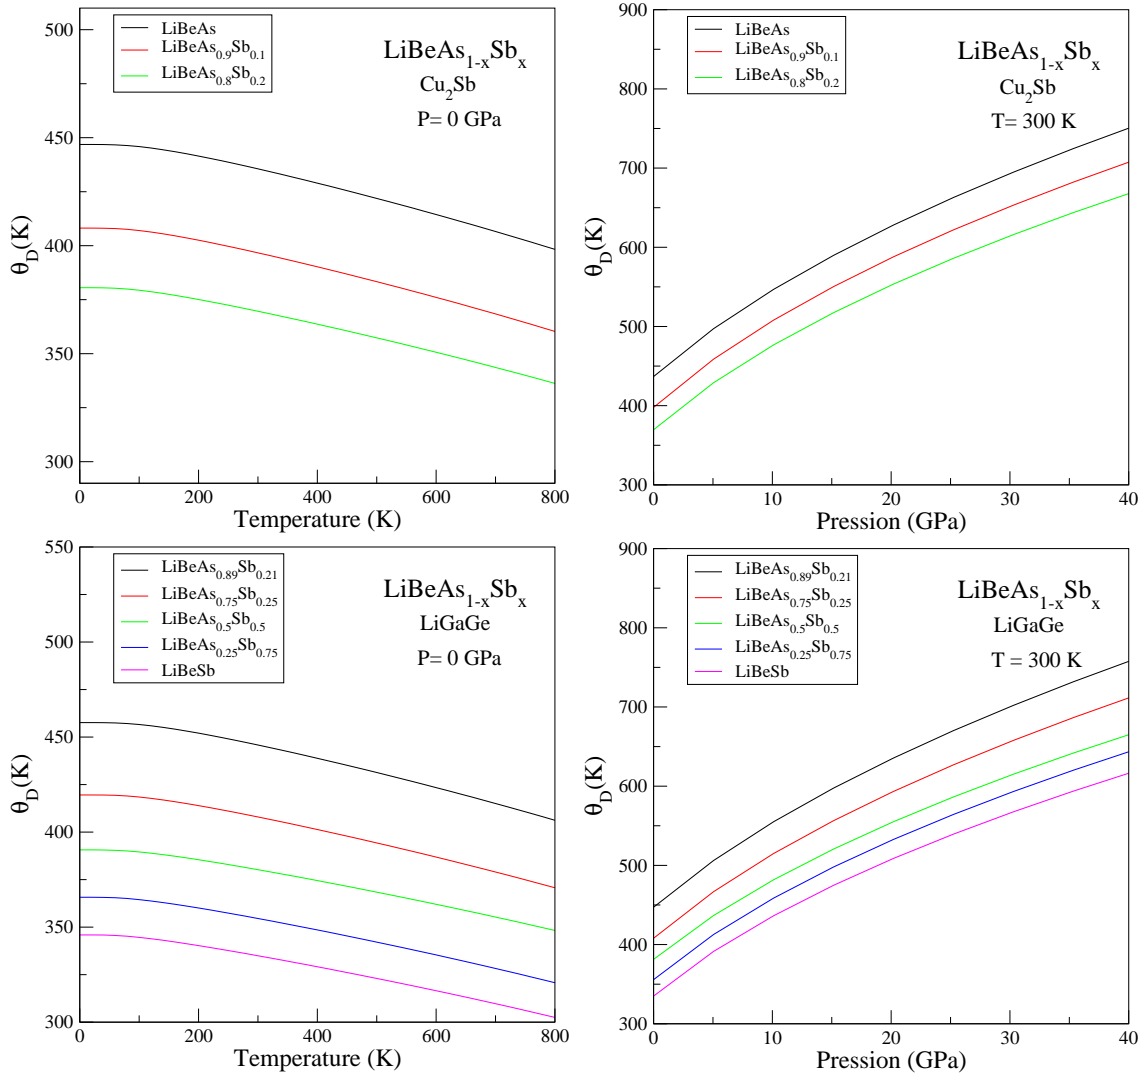 LiBeAs
LiBeAs0.9Sb0.1
LiBeAs0.8Sb0.2
LiBeAs1-xSbx
Cu2Sb
P= 0 GPa
500
450
400
350
300
θD(K)
0 200 400 600 800
Temperature (K)
LiBeAs
LiBeAs0.9Sb0.1
LiBeAs0.8Sb0.2
LiBeAs1-xSbx
Cu2Sb
T= 300 K
900
800
700
600
500
400
300
θD(K)
0 10 20 30 40
Pression (GPa)
LiBeAs0.89Sb0.21
LiBeAs0.75Sb0.25
LiBeAs0.5Sb0.5
LiBeAs0.25Sb0.75
LiBeSb
LiBeAs1-xSbx
LiGaGe
P= 0 GPa
550
500
450
400
350
300
θD(K)
0 200 400 600 800
Temperature (K)
LiBeAs0.89Sb0.21
LiBeAs0.75Sb0.25
LiBeAs0.5Sb0.5
LiBeAs0.25Sb0.75
LiBeSb
LiBeAs1-xSbx
LiGaGe
T = 300 K
900
800
700
600
500
400
300
θD(K)
0 10 20 30 40
Pression (GPa)